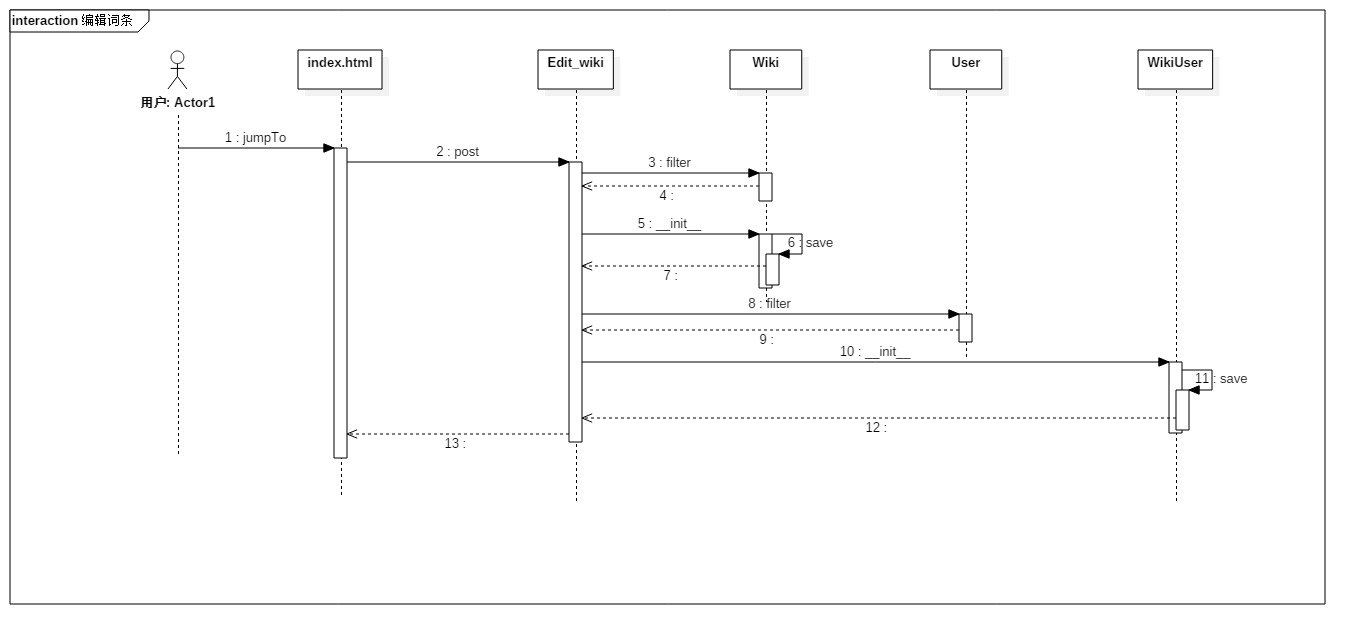 interaction 编辑词条
index.html
Edit_wiki
Wiki
User
WikiUser
用户: Actor1
1 : jumpTo
2 : post
3 : filter
4 :
5 : __init__
6 : save
7 :
8 : filter
9 :
10 : __init__
11 : save
12 :
13 :